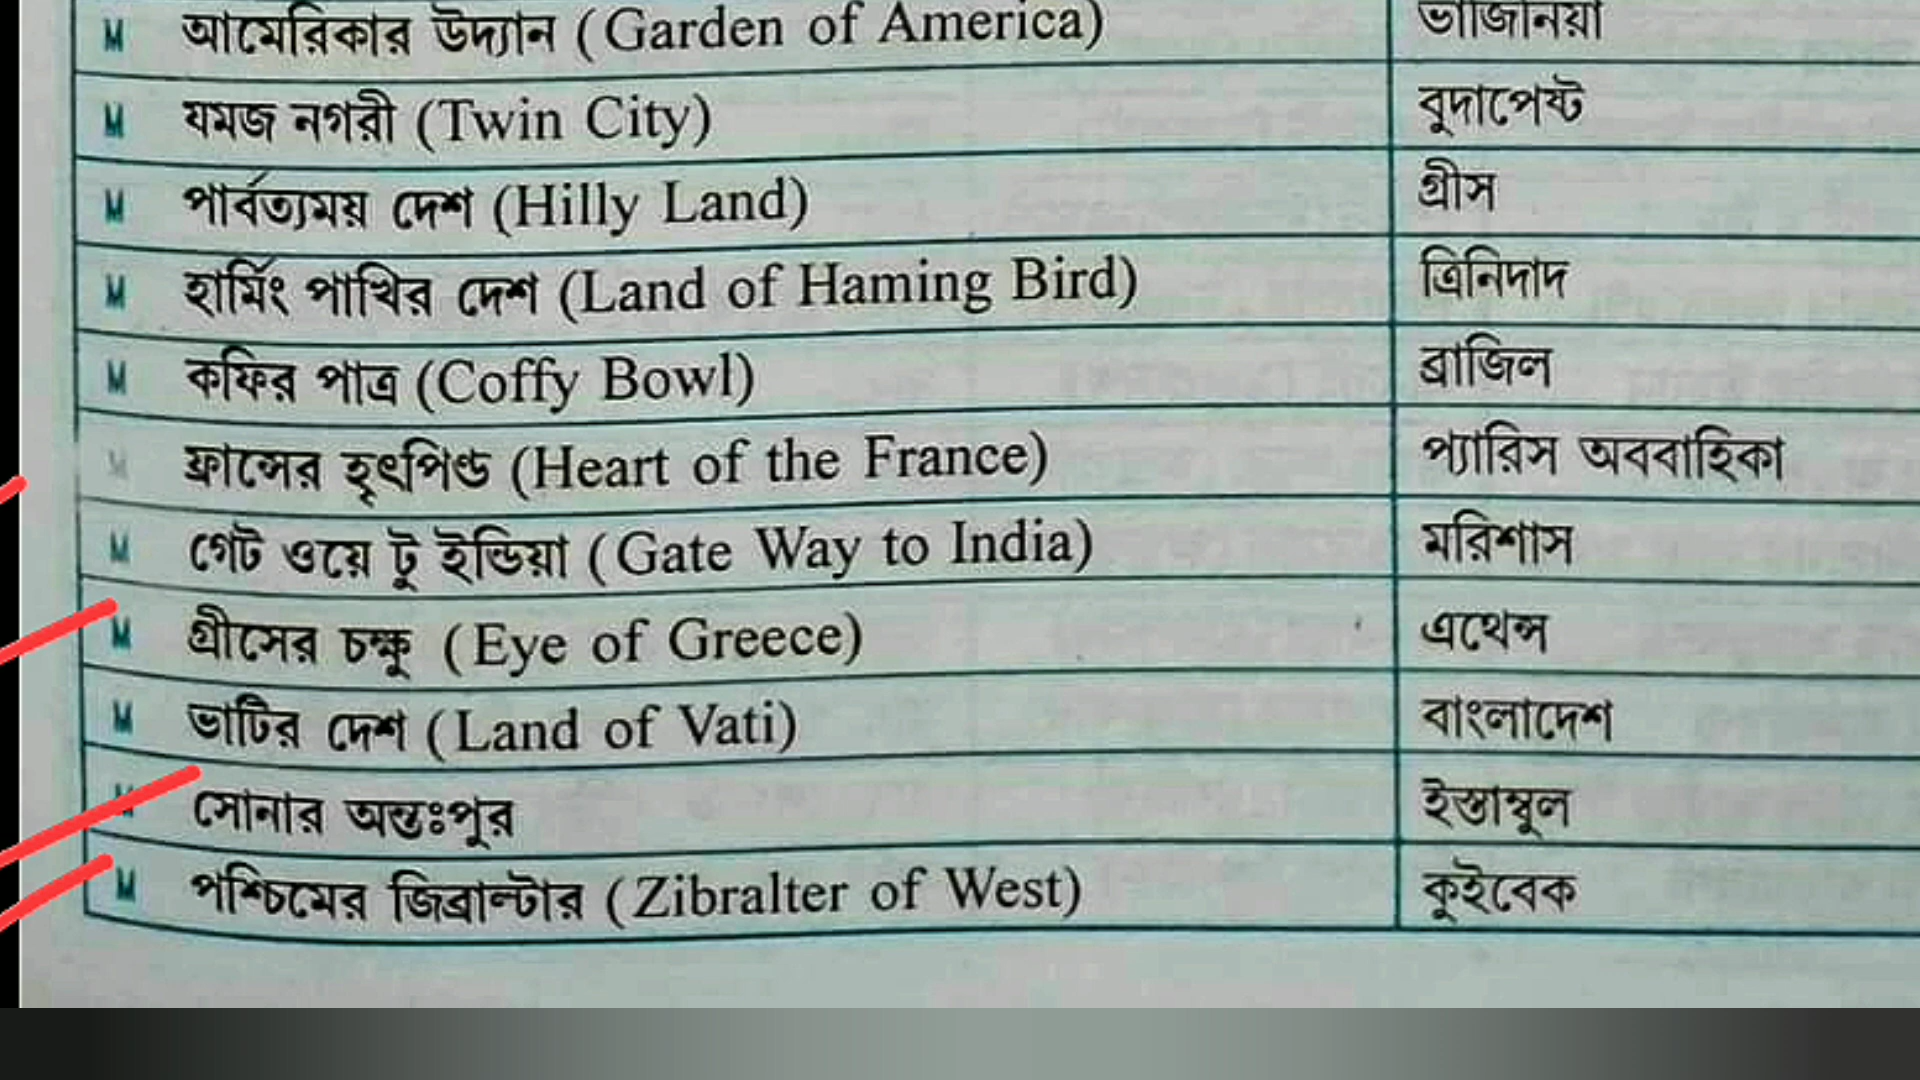 আমেরিকার উদ্যান (Garden of America) ভার্জিনিয়া
যমজ নগরী (Twin City) বুদাপেষ্ট
পার্বত্যময় দেশ (Hilly Land) গ্রীস
হার্মিং পাখির দেশ (Land of Haming Bird) ত্রিনিদাদ
কফির পাত্র (Coffy Bowl) ব্রাজিল
ফ্রান্সের হৃৎপিণ্ড (Heart of the France) প্যারিস অববাহিকা
গেট ওয়ে টু ইন্ডিয়া (Gate Way to India) মরিশাস
গ্রীসের চক্ষু (Eye of Greece) এথেন্স
ভাটির দেশ (Land of Vati) বাংলাদেশ
সোনার অন্তঃপুর ইস্তাম্বুল
পশ্চিমের জিব্রাল্টার (Zibralter of West) কুইবেক